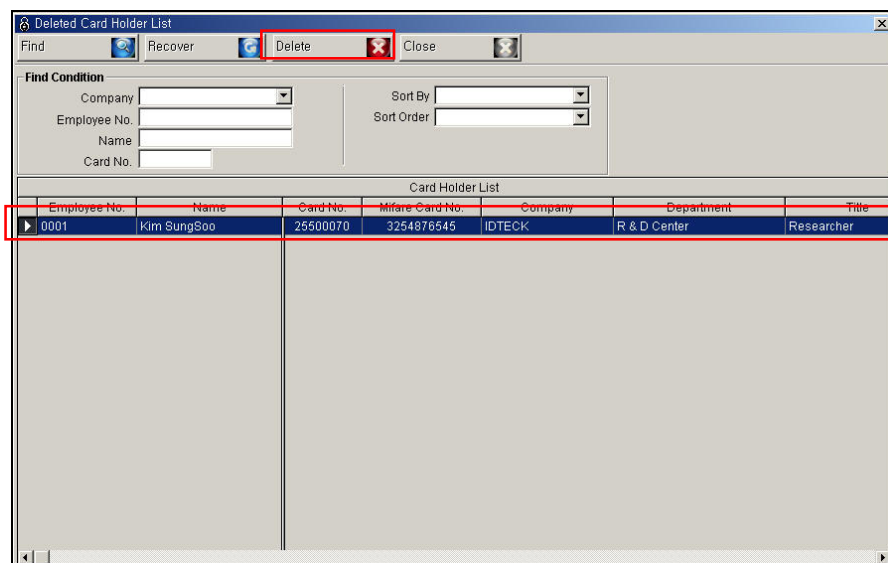 Deleted Card Holder List
Find Recover Delete Close
Find Condition
Company Sort By
Employee No. Sort Order
Name
Card No.
Card Holder List
Employee No. Name Card No. Mifare Card No. Company Department Title
0001 Kim SungSoo 25500070 3254876545 IDTECK R & D Center Researcher